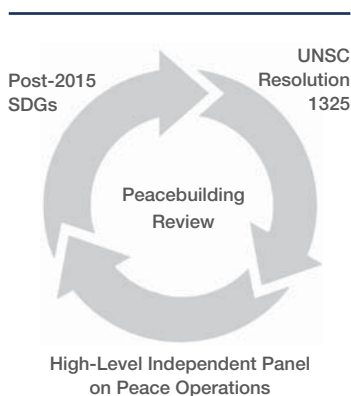 Post-2015
SDGs
UNSC
Resolution
1325
Peacebuilding
Review
High-Level Independent Panel
on Peace Operations